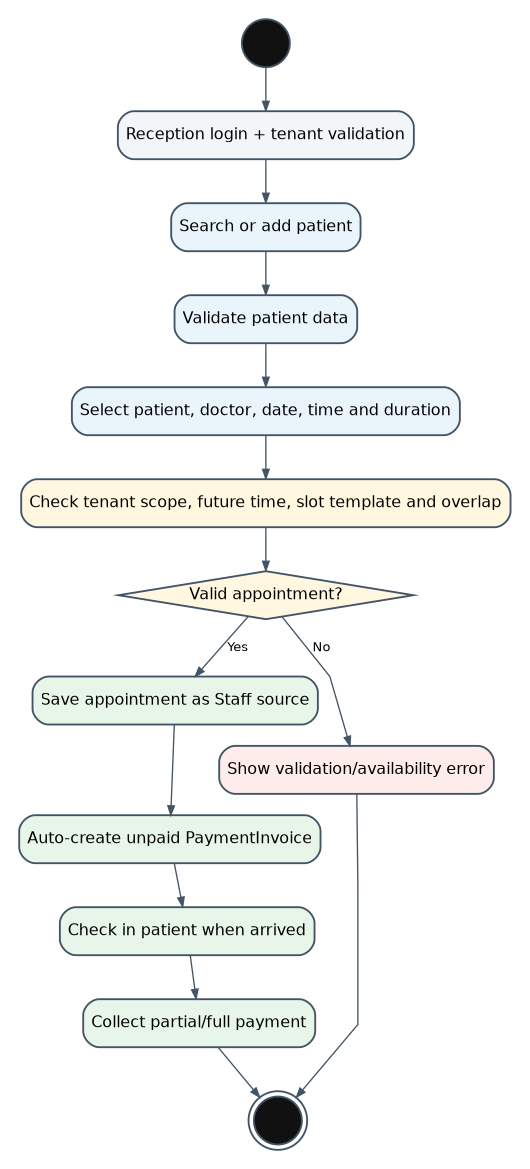 Reception login + tenant validation
Search or add patient
Validate patient data
Select patient, doctor, date, time and duration
Check tenant scope, future time, slot template and overlap
Valid appointment?
Yes
No
Save appointment as Staff source
Show validation/availability error
Auto-create unpaid PaymentInvoice
Check in patient when arrived
Collect partial/full payment